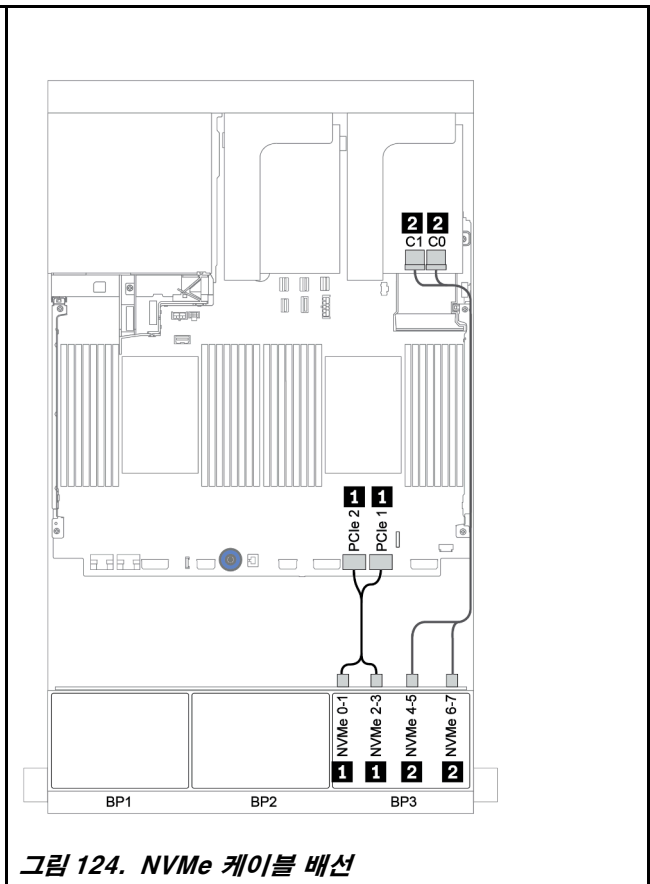 2 2
C1 C0
1 1
PCIe 2
PCIe 1
NVMe 0-1
NVMe 2-3
NVMe 4-5
NVMe 6-7
1 1 2 2
BP1 BP2 BP3
그림 124. NVMe 케이블 배선